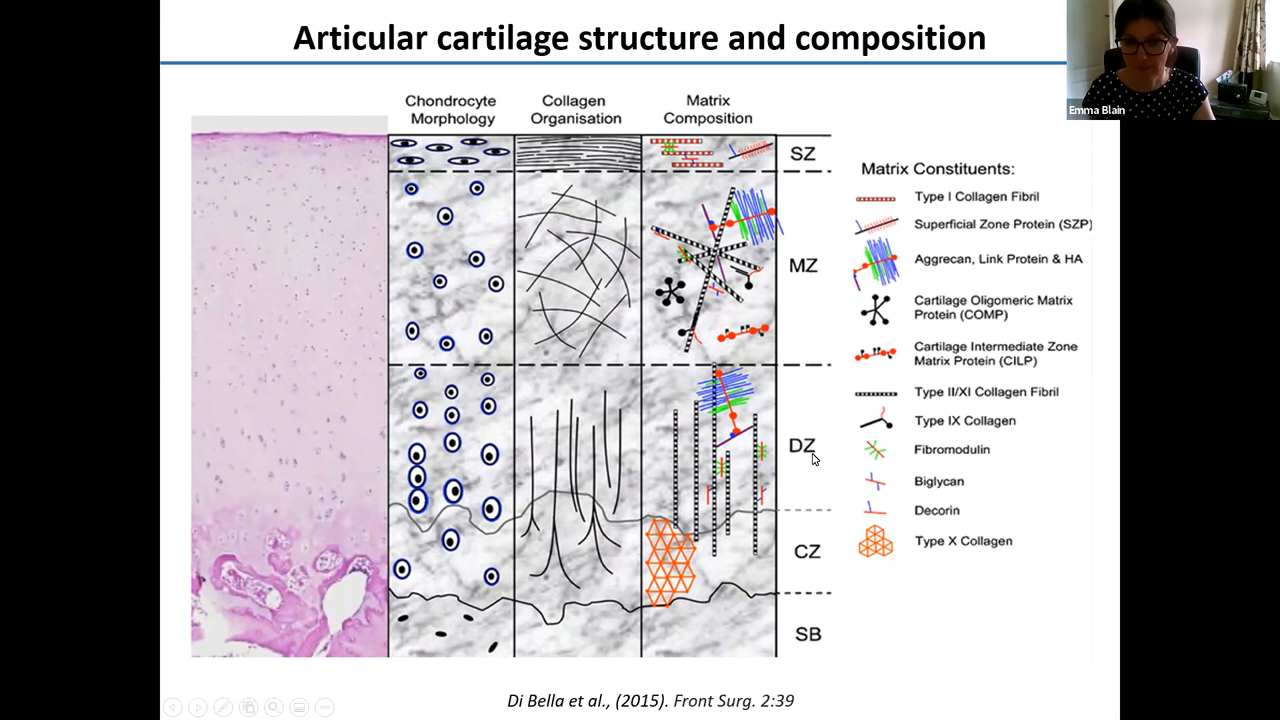 Articular cartilage structure and composition
Emma Blain
Chondrocyte
Morphology
Collagen
Organisation
Matrix
Composition
SZ
MZ
DZ
CZ
SB
Matrix Constituents:
Type I Collagen Fibril
Superficial Zone Protein (SZP)
Aggrecan, Link Protein & HA
Cartilage Oligomeric Matrix
Protein (COMP)
Cartilage Intermediate Zone
Matrix Protein (CILP)
Type II/XI Collagen Fibril
Type IX Collagen
Fibromodulin
Biglycan
Decorin
Type X Collagen
Di Bella et al., (2015). Front Surg. 2:39